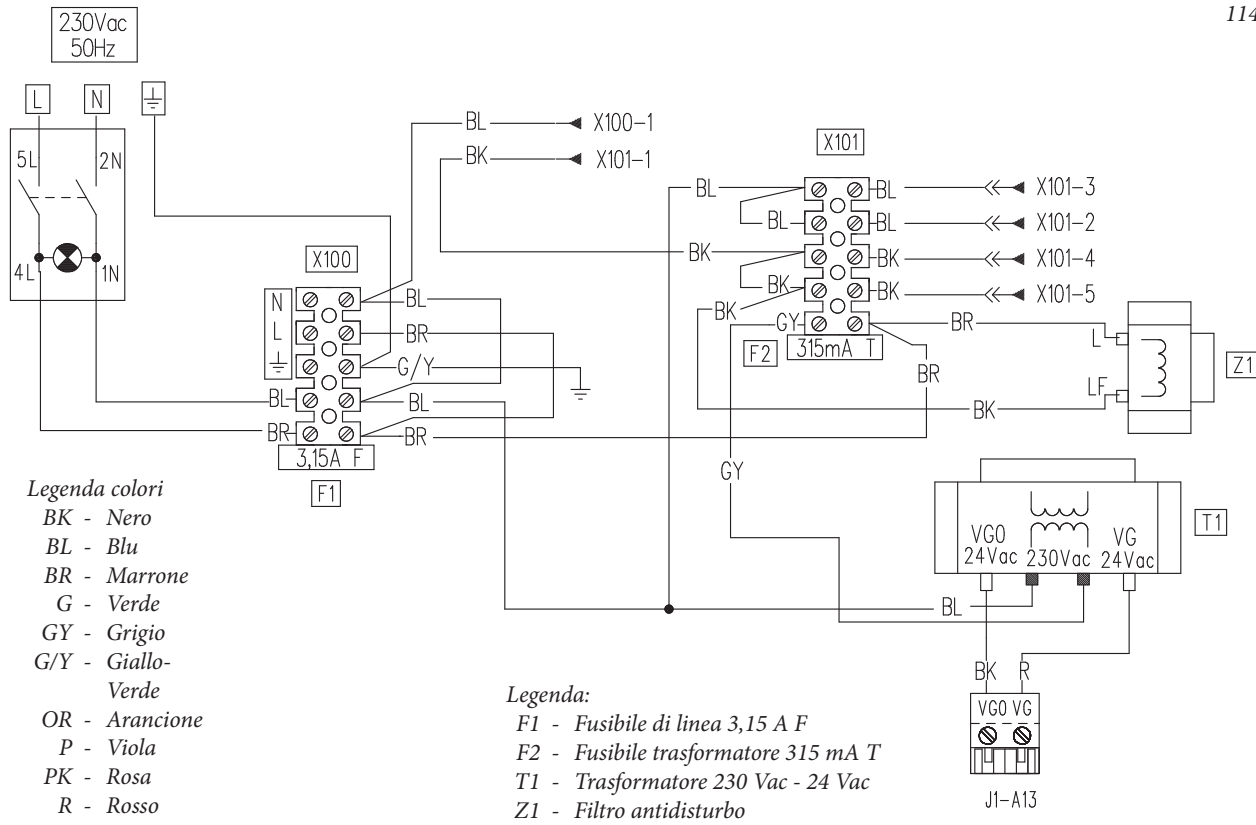 114
230Vac
50Hz
L N
5L 2N
4L 1N
BL X100-1
BK X101-1
X101
BL BL X101-3
BL BL X101-2
BK BK X101-4
BK BK X101-5
BK
GY BR
F2 315mA T
BR
L
LF
Z1
BK
GY
X100
N BL
L BR
G/Y
BL BL
BR BR
3,15A F
F1
T1
VG0 VG
24Vac 230Vac 24Vac
BL
BK R
VG0 VG
J1-A13
Legenda colori
BK - Nero
BL - Blu
BR - Marrone
G - Verde
GY - Grigio
G/Y - Giallo-
Verde
OR - Arancione
P - Viola
PK - Rosa
R - Rosso
Legenda:
F1 - Fusibile di linea 3,15 A F
F2 - Fusibile trasformatore 315 mA T
T1 - Trasformatore 230 Vac - 24 Vac
Z1 - Filtro antidisturbo